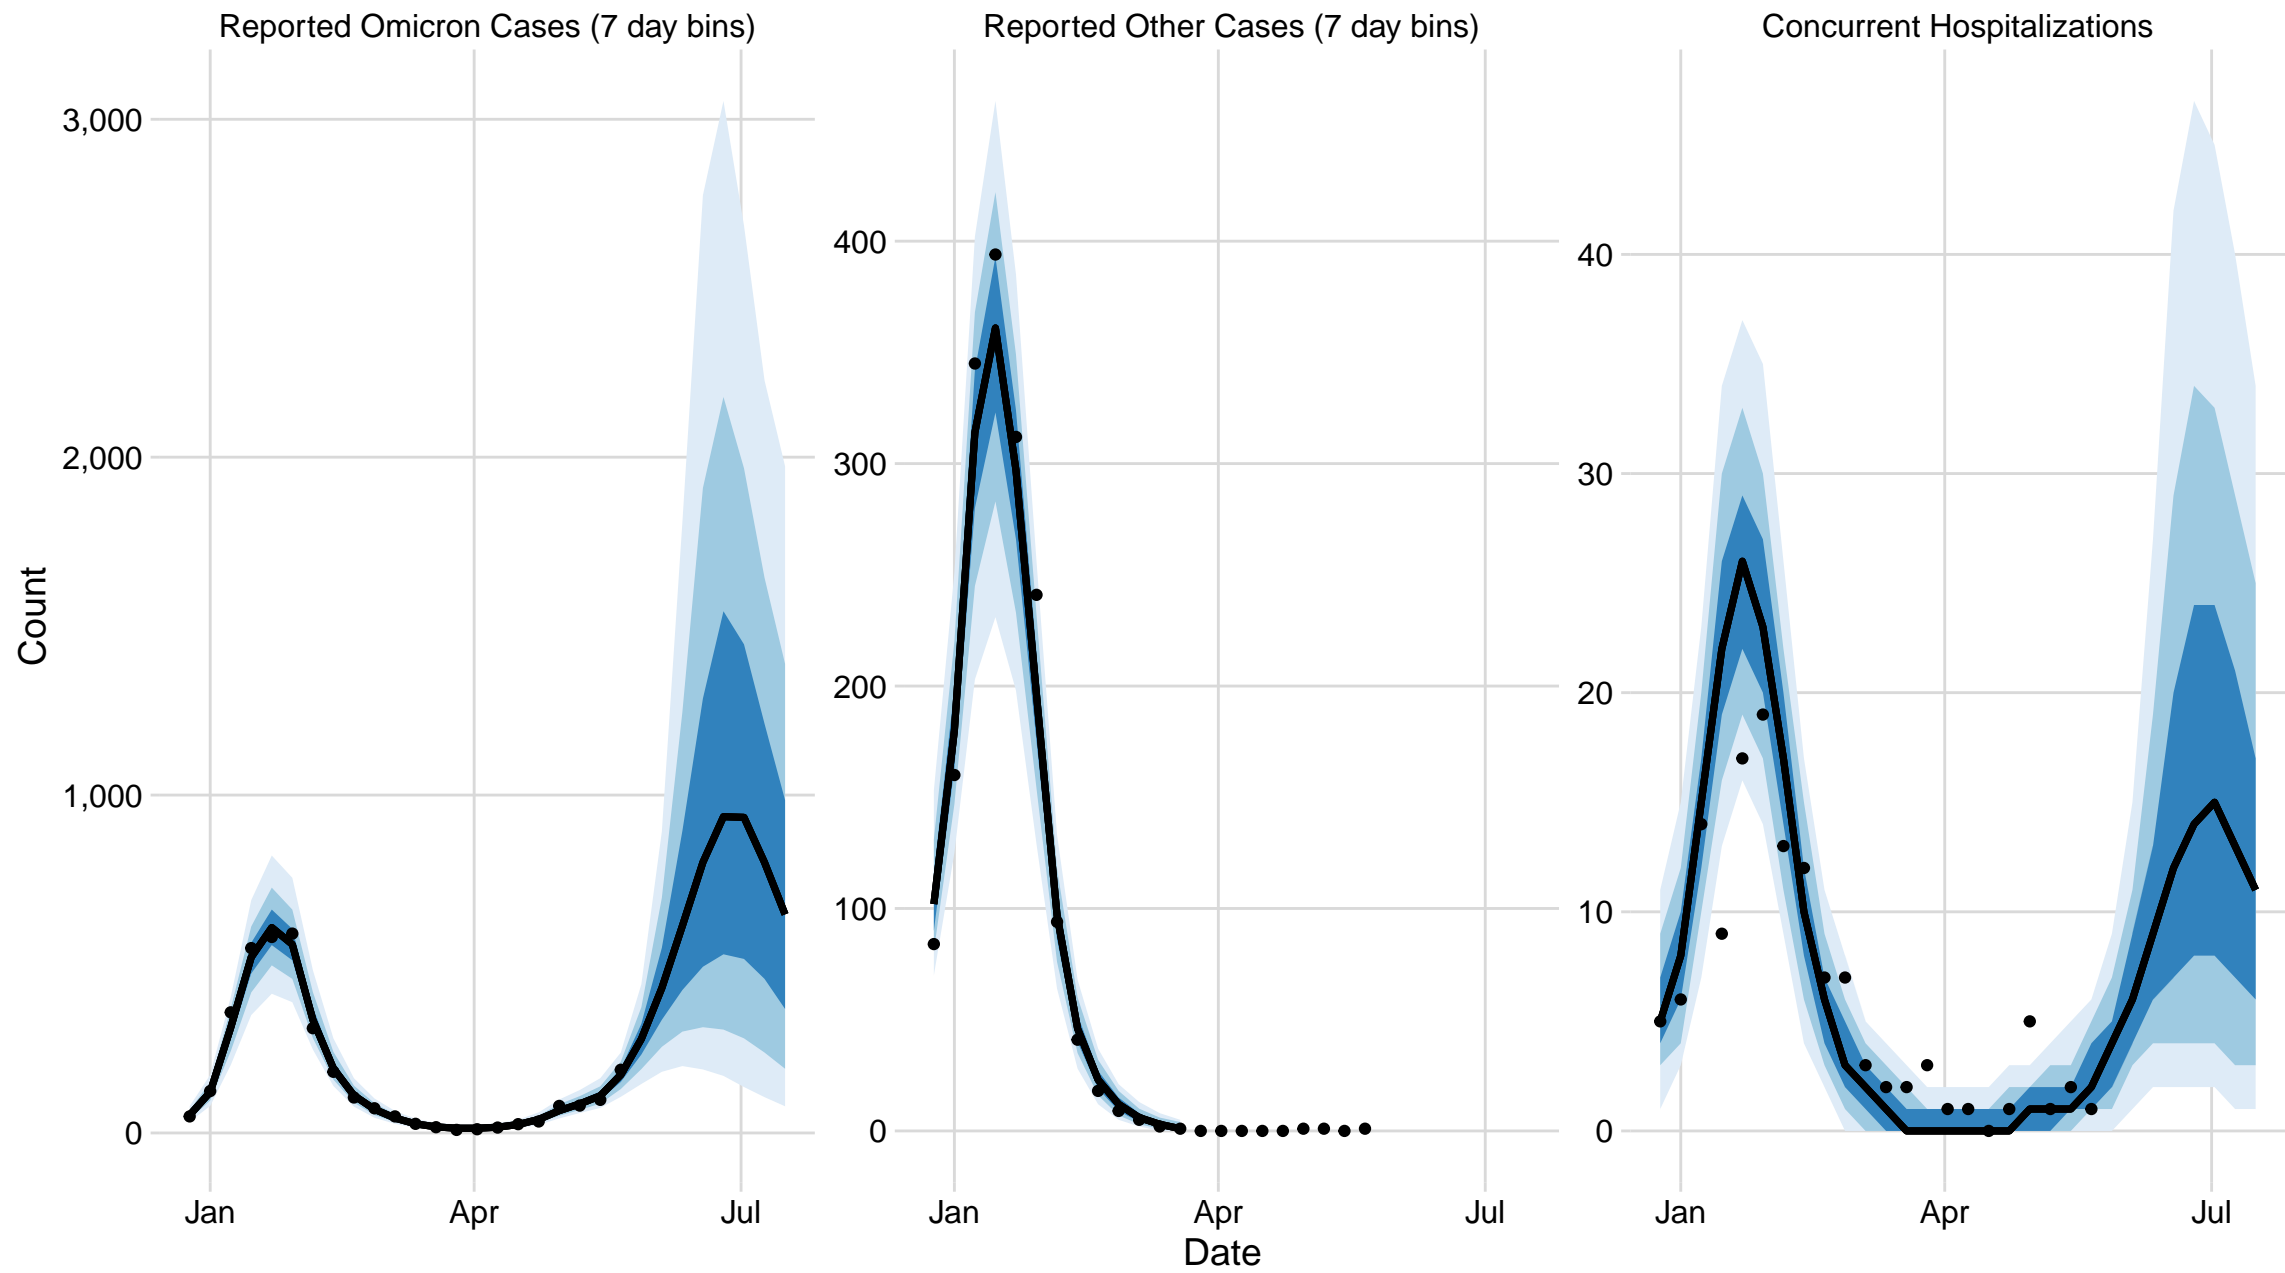 Reported Omicron Cases (7 day bins)
Reported Other Cases (7 day bins)
Concurrent Hospitalizations
Count
3,000
2,000
1,000
0
Jan
Apr
Jul
400
300
200
100
0
Jan
Apr
Jul
40
30
20
10
0
Jan
Apr
Jul
Date